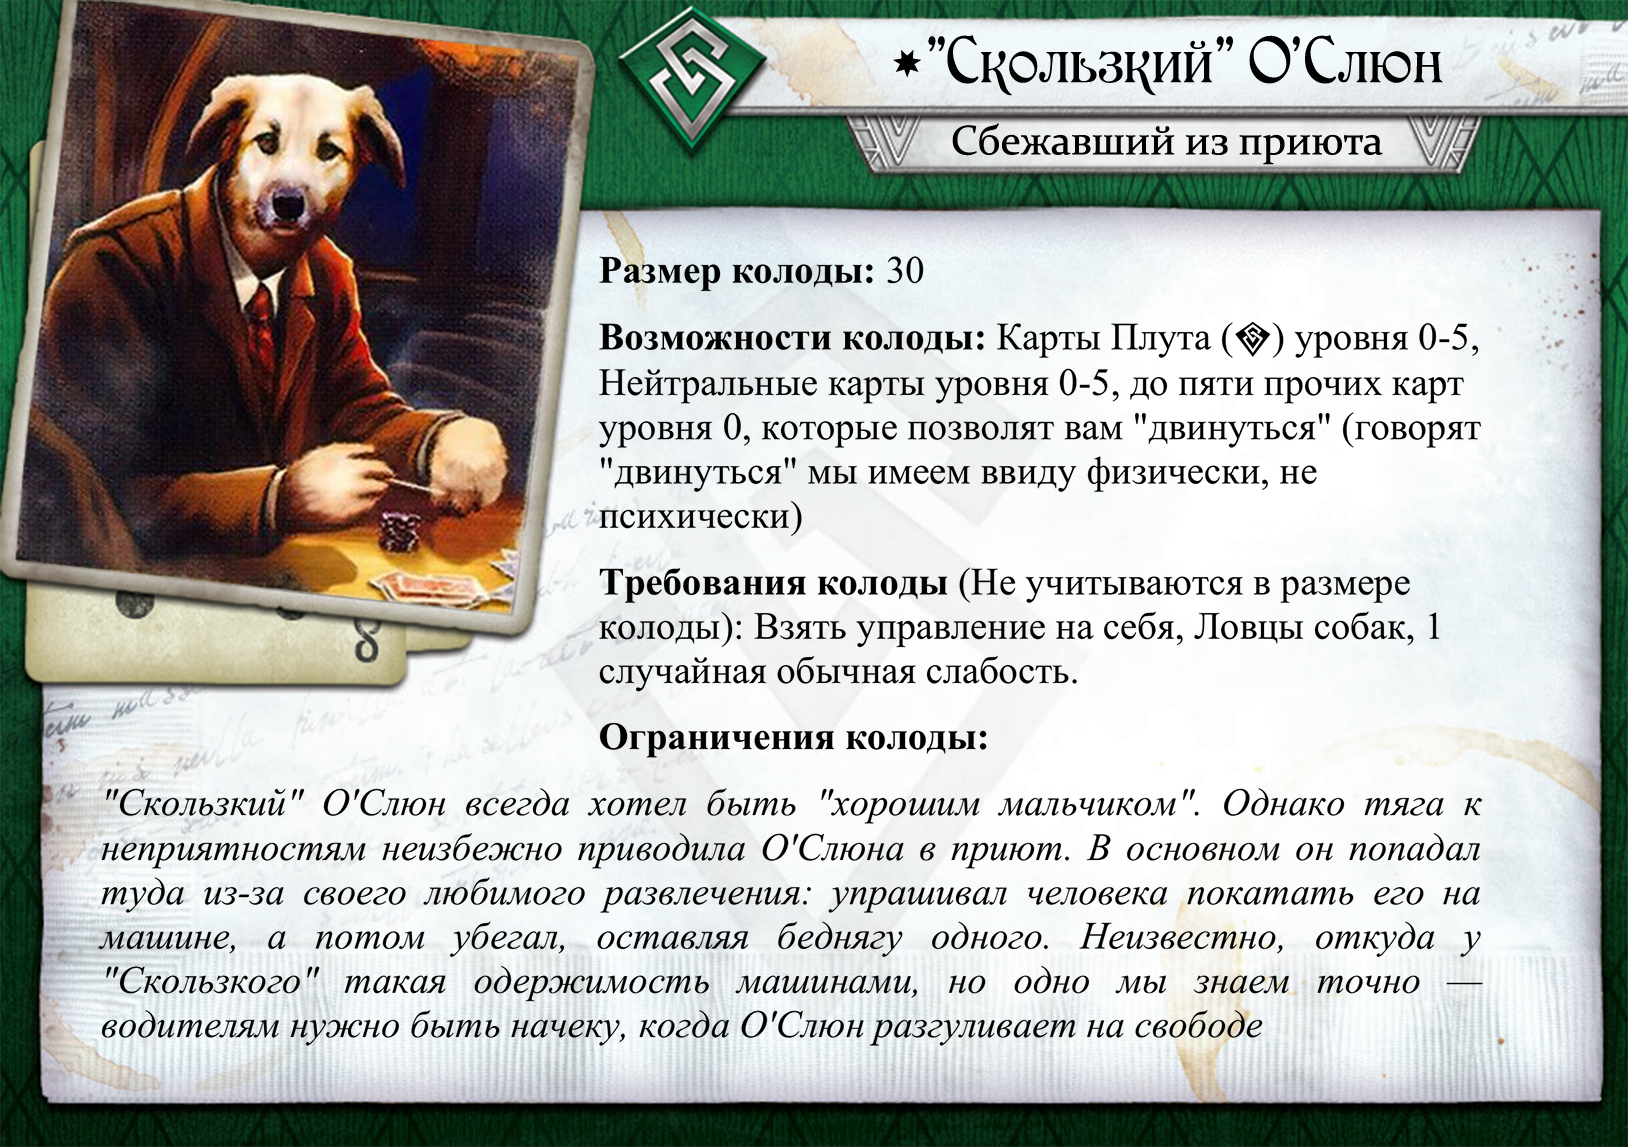 "Скользкий" О'Слюн
Сбежавший из приюта
Размер колоды: 30
Возможности колоды: Карты Плута () уровня 0-5,
Нейтральные карты уровня 0-5, до пяти прочих карт
уровня 0, которые позволят вам "двинуться" (говорят
"двинуться" мы имеем ввиду физически, не
психически)
Требования колоды (Не учитываются в размере
колоды): Взять управление на себя, Ловцы собак, 1
случайная обычная слабость.
Ограничения колоды:
"Скользкий" О'Слюн всегда хотел быть "хорошим мальчиком". Однако тяга к
неприятностям неизбежно приводила О'Слюна в приют. В основном он попадал
туда из-за своего любимого развлечения: упрашивал человека покатать его на
машине, а потом убегал, оставляя беднягу одного. Неизвестно, откуда у
"Скользкого" такая одержимость машинами, но одно мы знаем точно —
водителям нужно быть начеку, когда О'Слюн разгуливает на свободе
8